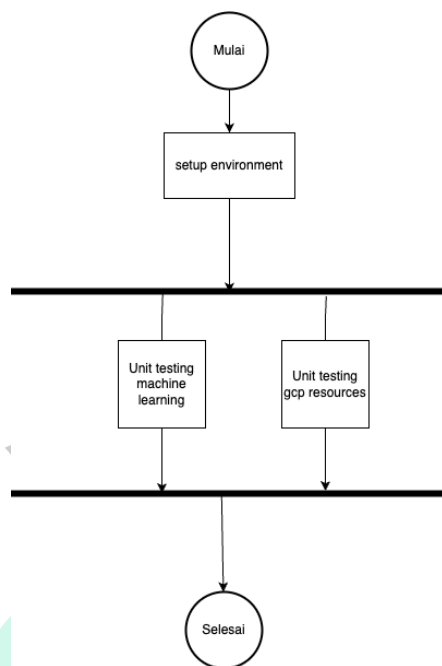 Mulai
setup environment
Unit testing
machine
learning
Unit testing
gcp resources
Selesai